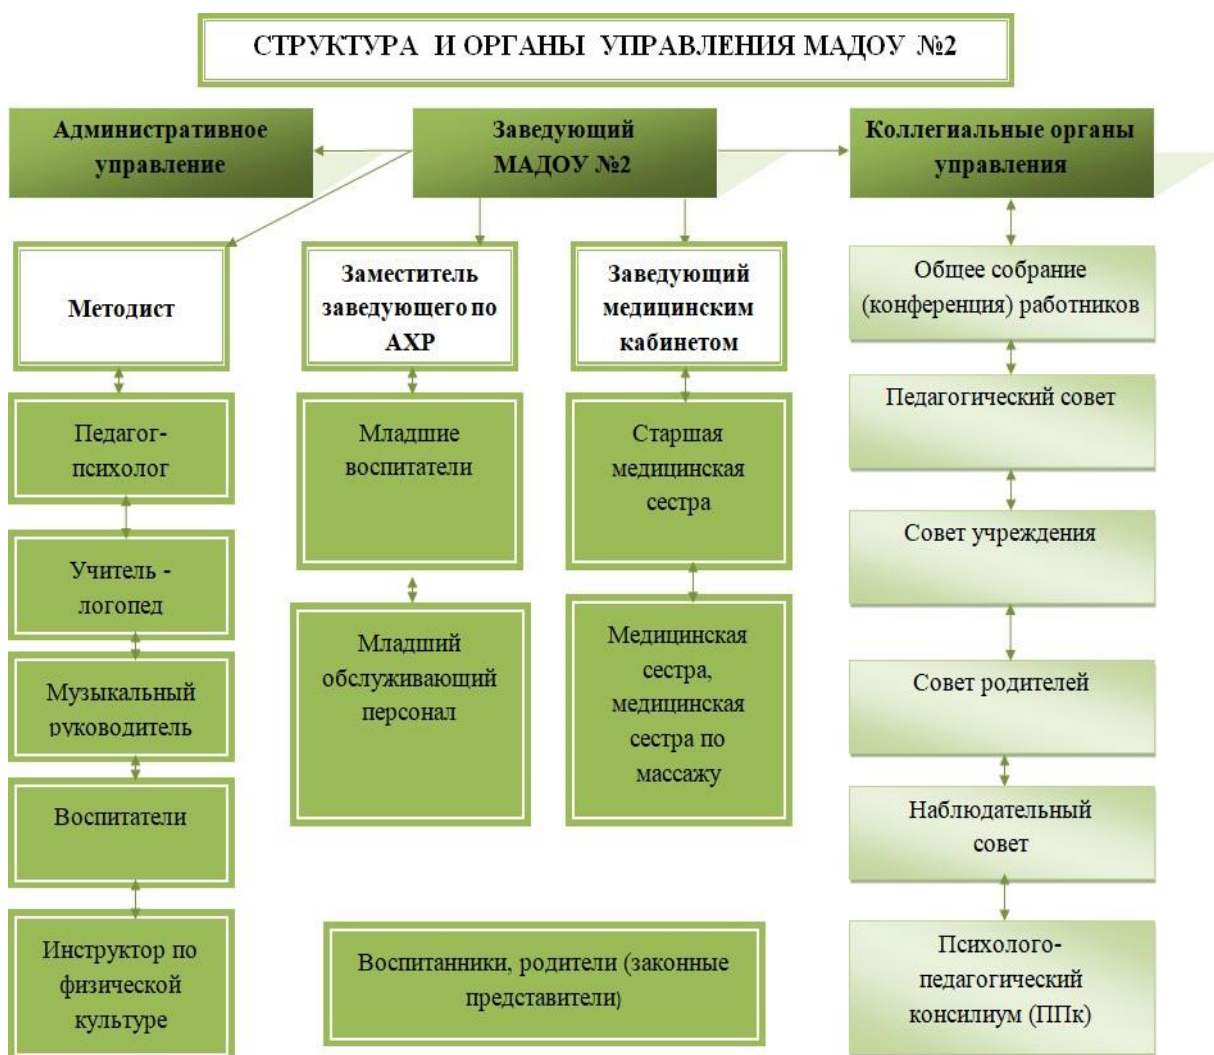 СТРУКТУРА И ОРГАНЫ УПРАВЛЕНИЯ МАДОУ №2
Административное
управление
Заведующий
МАДОУ №2
Коллегиальные органы
управления
Методист
Заместитель
заведующего по
АХР
Заведующий
медицинским
кабинетом
Общее собрание
(конференция) работников
Педагог-
психолог
Младшие
воспитатели
Старшая
медицинская
сестра
Педагогический совет
Учитель -
логопед
Младший
обслуживающий
персонал
Медицинская
сестра,
медицинская
сестра по
массажу
Совет учреждения
Музыкальный
руководитель
Совет родителей
Воспитатели
Наблюдательный
совет
Инструктор по
физической
культуре
Воспитанники, родители (законные
представители)
Психолого-
педагогический
консилиум (ППк)